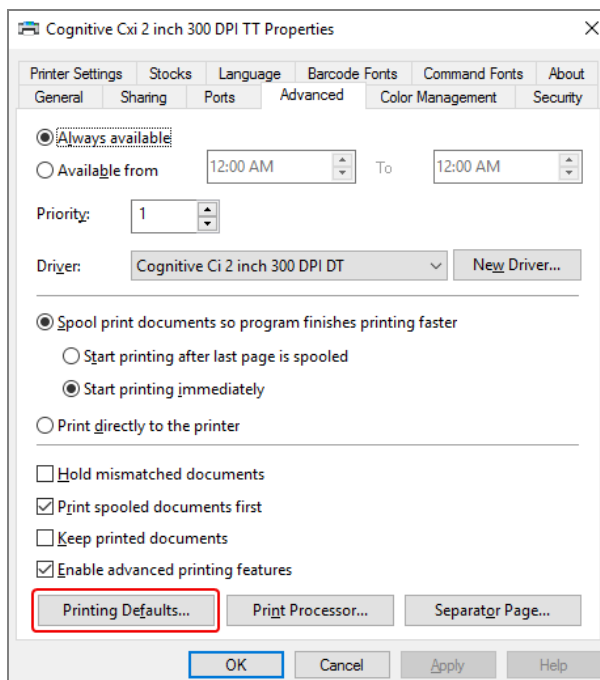 Cognitive Cxi 2 inch 300 DPI TT Properties
Printer Settings Stocks Language Barcode Fonts Command Fonts About
General Sharing Ports Advanced Color Management Security
Always available
Available from 12:00 AM To 12:00 AM
Priority: 1
Driver: Cognitive Ci 2 inch 300 DPI DT New Driver...
Spool print documents so program finishes printing faster
Start printing after last page is spooled
Start printing immediately
Print directly to the printer
Hold mismatched documents
Print spooled documents first
Keep printed documents
Enable advanced printing features
Printing Defaults... Print Processor... Separator Page...
OK Cancel Apply Help